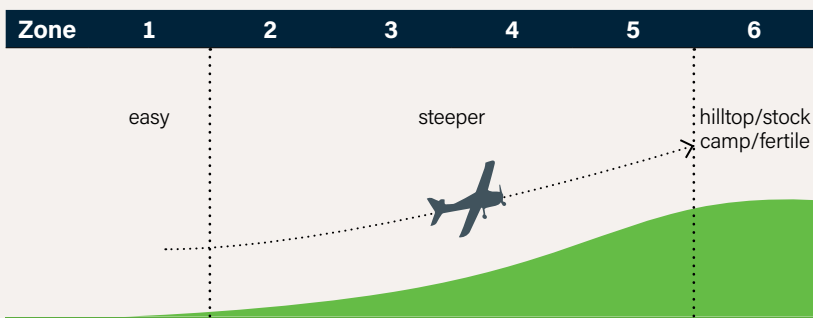 Zone 1 2 3 4 5 6
easy
steeper
hilltop/stock
camp/fertile